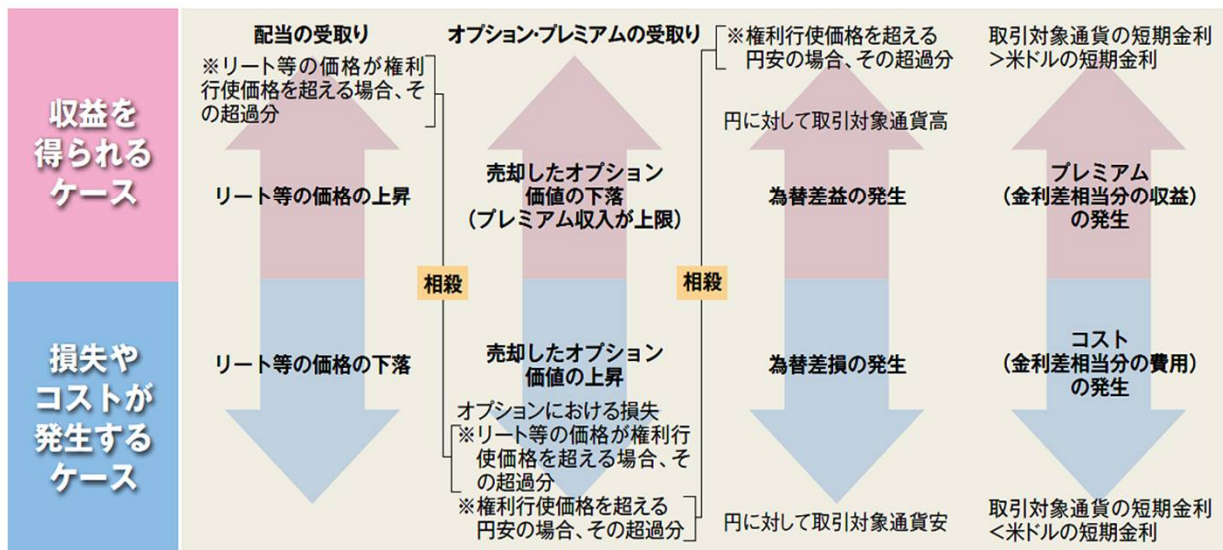 収益を
得られる
ケース
配当の受取り
※リート等の価格が権利
行使価格を超える場合、そ
の超過分
リート等の価格の上昇
オプション・プレミアムの受取り
売却したオプション
価値の下落
（プレミアム収入が上限）
※権利行使価格を超える
円安の場合、その超過分
円に対して取引対象通貨高
為替差益の発生
取引対象通貨の短期金利
＞米ドルの短期金利
プレミアム
（金利差相当分の収益）
の発生
相殺
相殺
損失や
コストが
発生する
ケース
リート等の価格の下落
売却したオプション
価値の上昇
オプションにおける損失
※リート等の価格が権利行
使価格を超える場合、そ
の超過分
※権利行使価格を超える
円安の場合、その超過分
為替差損の発生
円に対して取引対象通貨安
コスト
（金利差相当分の費用）
の発生
取引対象通貨の短期金利
＜米ドルの短期金利